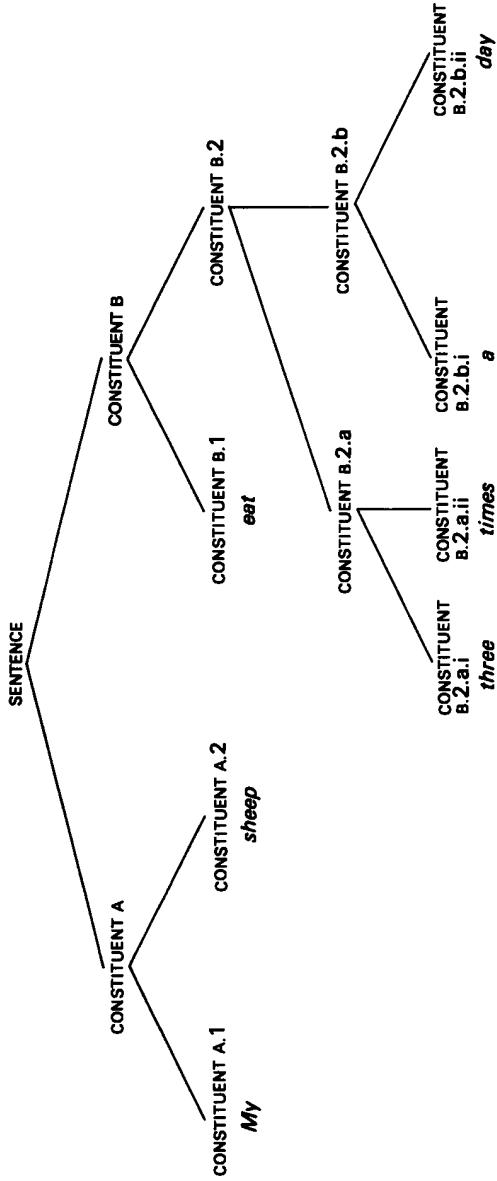 SENTENCE
CONSTITUENT A
CONSTITUENT B
CONSTITUENT A.1
My
CONSTITUENT A.2
sheep
CONSTITUENT B.1
eat
CONSTITUENT B.2
CONSTITUENT B.2.a
CONSTITUENT B.2.b
CONSTITUENT
B.2.a.i
three
CONSTITUENT
B.2.a.ii
times
CONSTITUENT
B.2.b.i
a
CONSTITUENT
B.2.b.ii
day